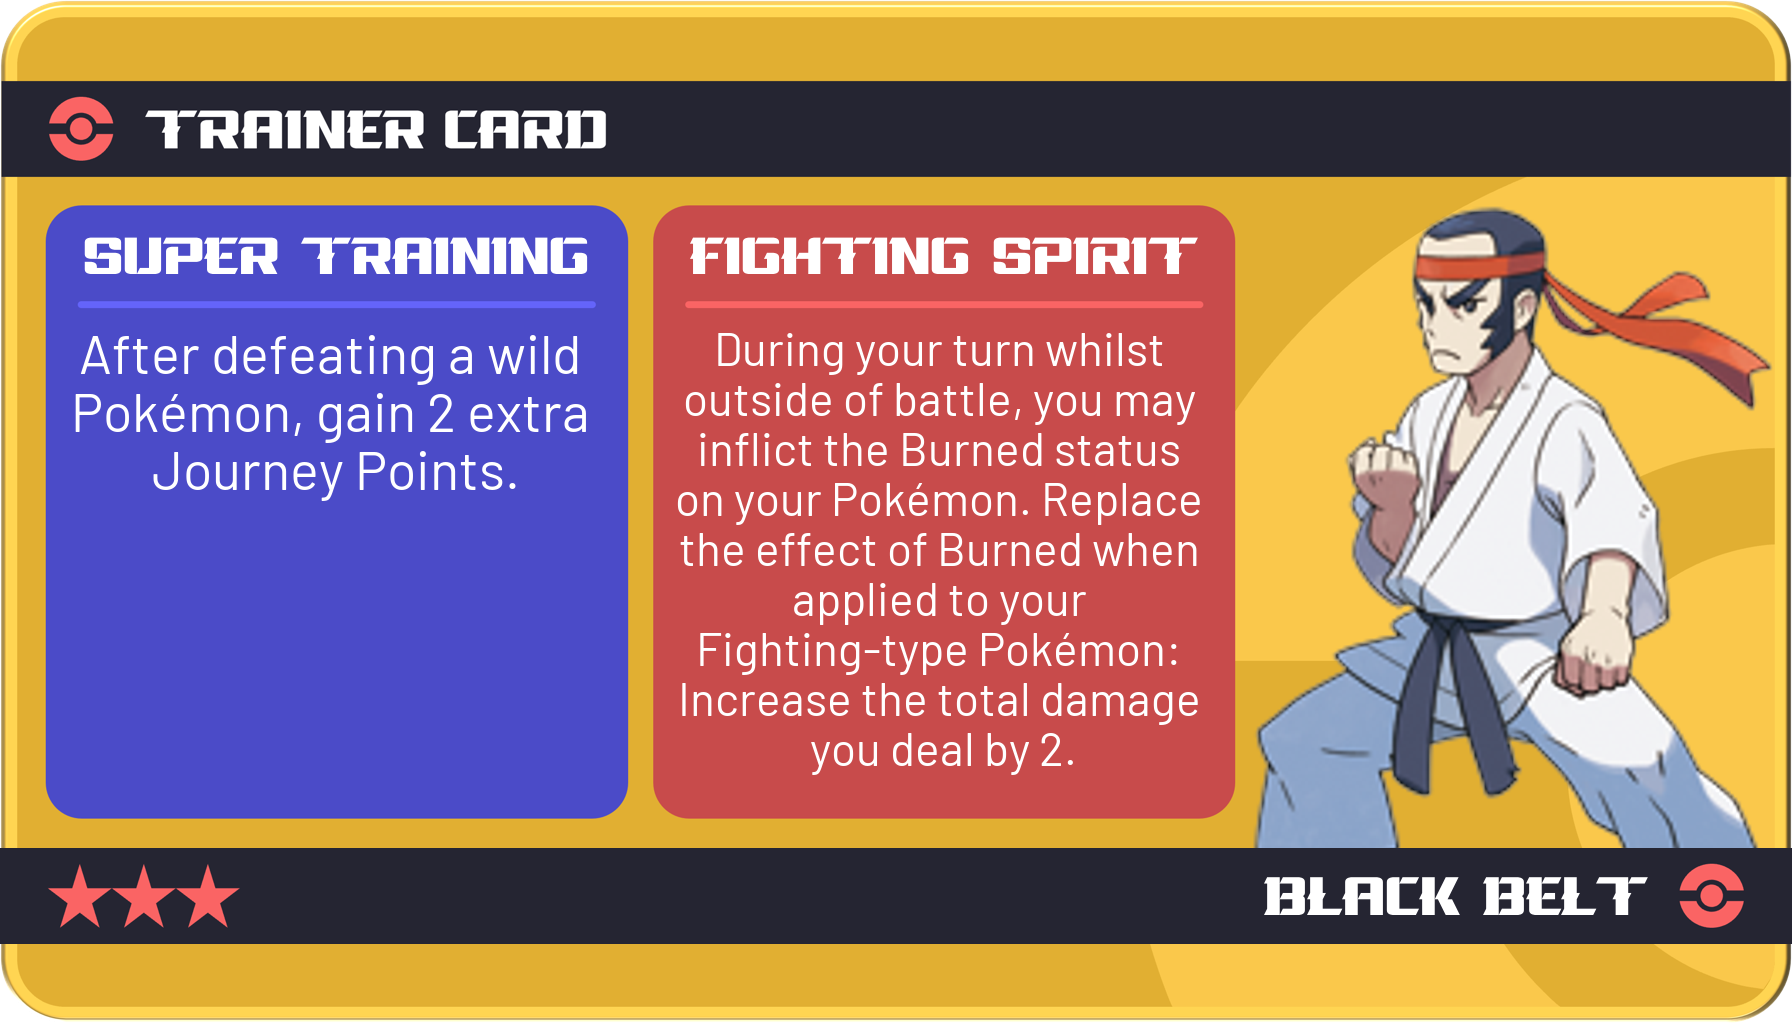 TRAINER CARD
SUPER TRAINING
After defeating a wild
Pokémon, gain 2 extra
Journey Points.
FIGHTING SPIRIT
During your turn whilst
outside of battle, you may
inflict the Burned status
on your Pokémon. Replace
the effect of Burned when
applied to your
Fighting-type Pokémon:
Increase the total damage
you deal by 2.
BLACK BELT